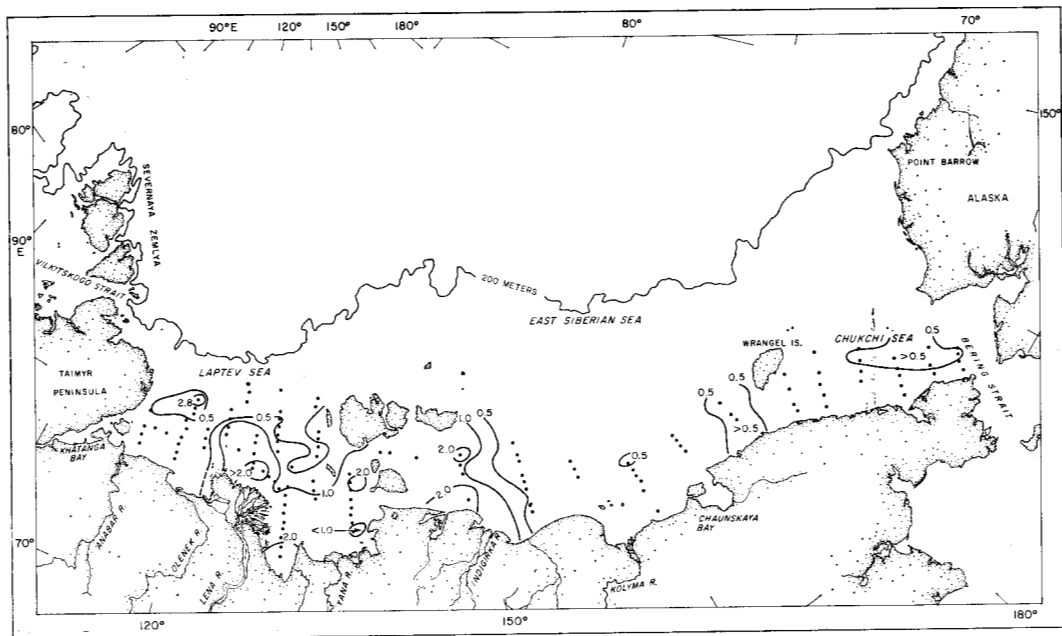 90°E 120° 150° 180° 80° 70°
80°
150°
SEVERNAYA ZEMLYA
POINT BARROW
ALASKA
90°
E
VILKITSKOGO STRAIT
200 METERS
EAST SIBERIAN SEA
CHUKCHI SEA
0.5
WRANGEL IS.
>0.5
BERING STRAIT
TAIMYR
PENINSULA
LAPTEV SEA
2.8
0.5
0.5
1.0
0.5
0.5
0.5
>0.5
KHATANGA
BAY
>2.0
2.0
2.0
0.5
1.0
2.0
CHAUNSKAYA
BAY
ANABAR R.
OLENEK R.
LENA R.
2.0
<1.0
YANA R.
INDIGIRKA R.
KOLYMA R.
70°
120° 150° 180°